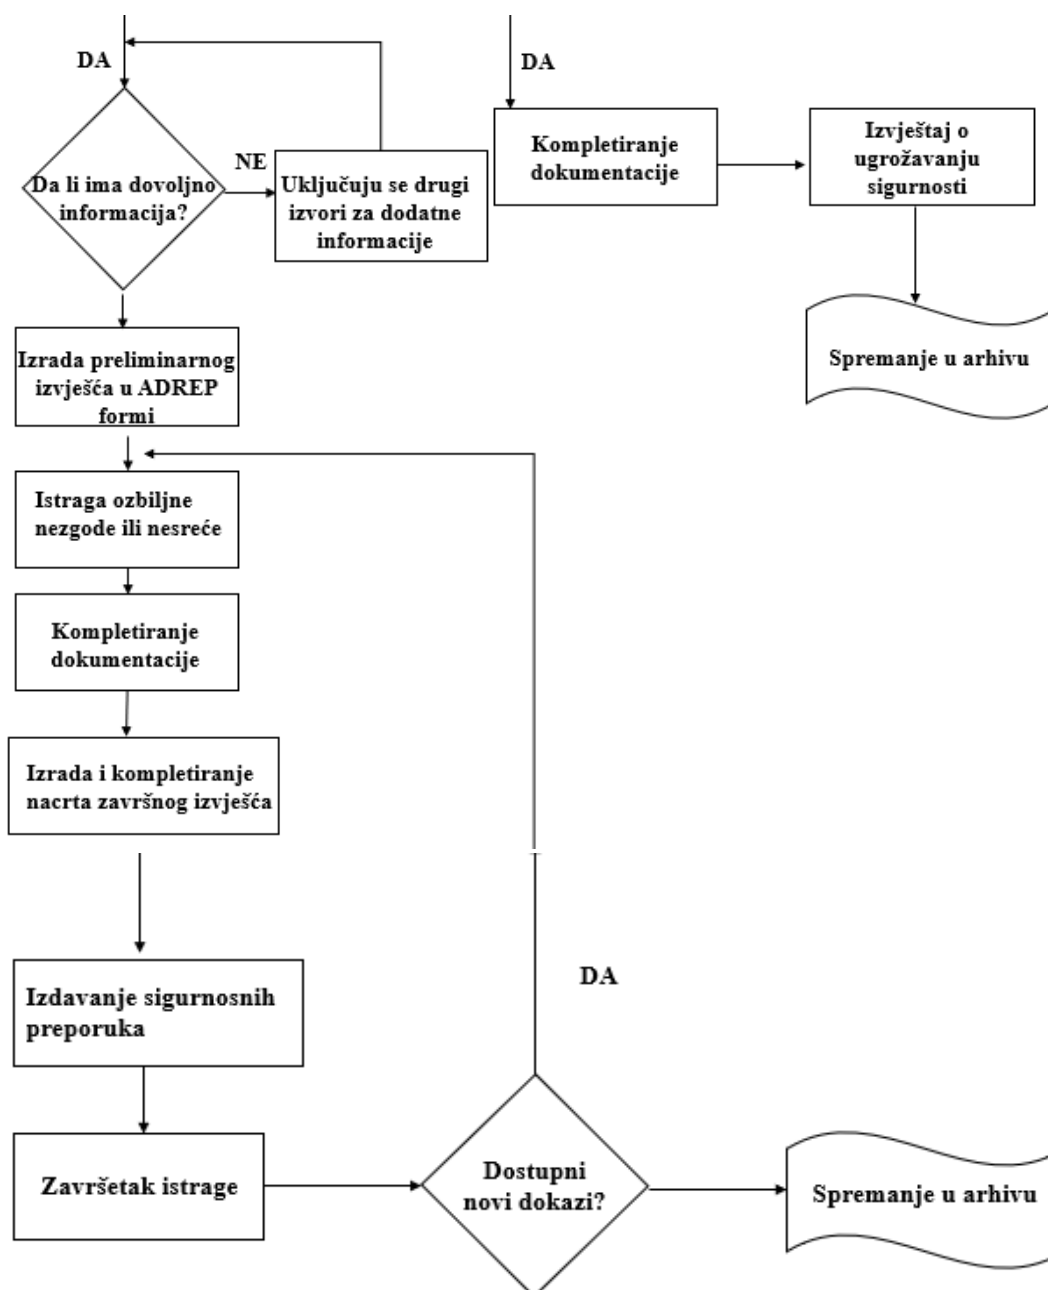 DA
Da li ima dovoljno
informacija?
NE
Uključuju se drugi
izvori za dodatne
informacije
DA
Kompletiranje
dokumentacije
Izvještaj o
ugrožavanju
sigurnosti
Spremanje u arhivu
Izrada preliminarnog
izvješća u ADREP
formi
Istraga ozbiljne
nezgode ili nesreće
Kompletiranje
dokumentacije
Izrada i kompletiranje
nacrta završnog izvješća
Izdavanje sigurnosnih
preporuka
Završetak istrage
DA
Dostupni
novi dokazi?
Spremanje u arhivu